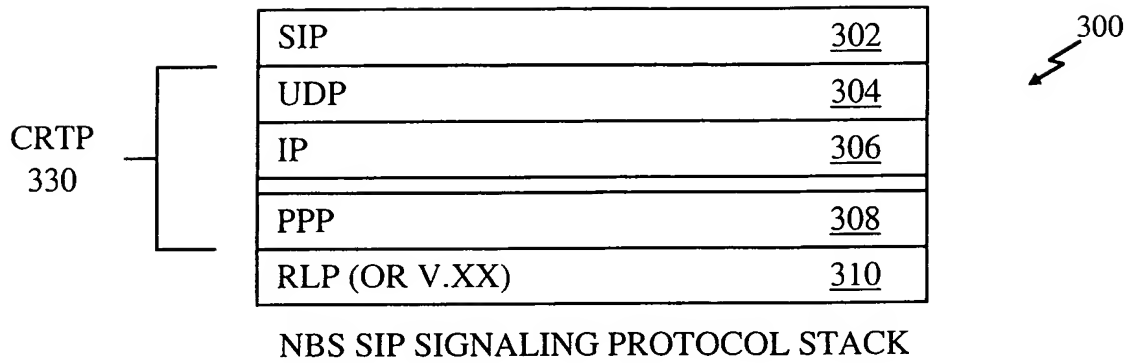 SIP 302
300
UDP 304
CRTP
330
IP 306
PPP 308
RLP (OR V.XX) 310
NBS SIP SIGNALING PROTOCOL STACK